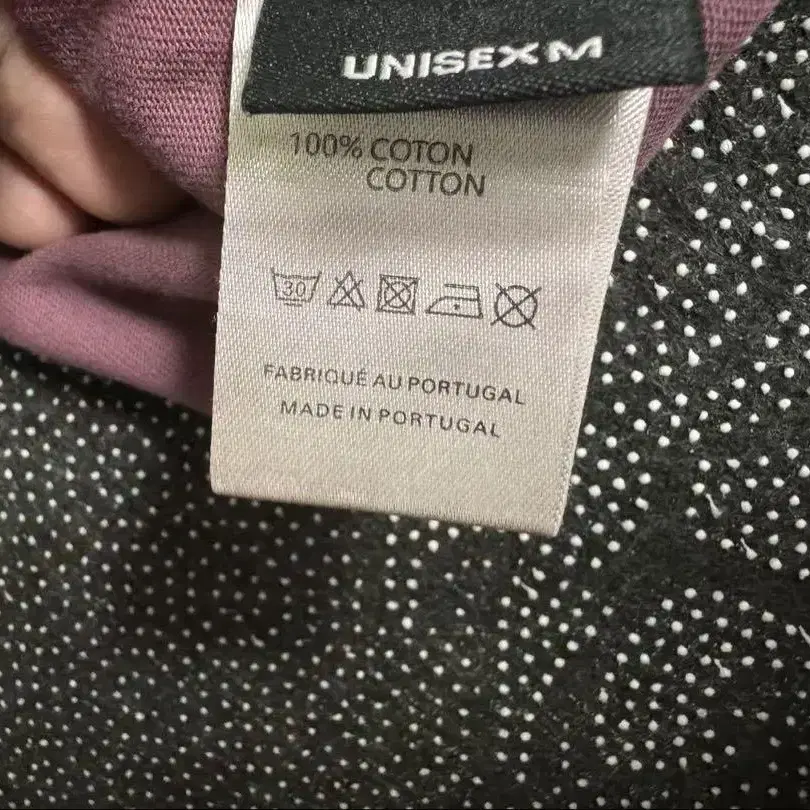 UNISEX M
100% COTON
COTTON
30
FABRIQUÉ AU PORTUGAL
MADE IN PORTUGAL